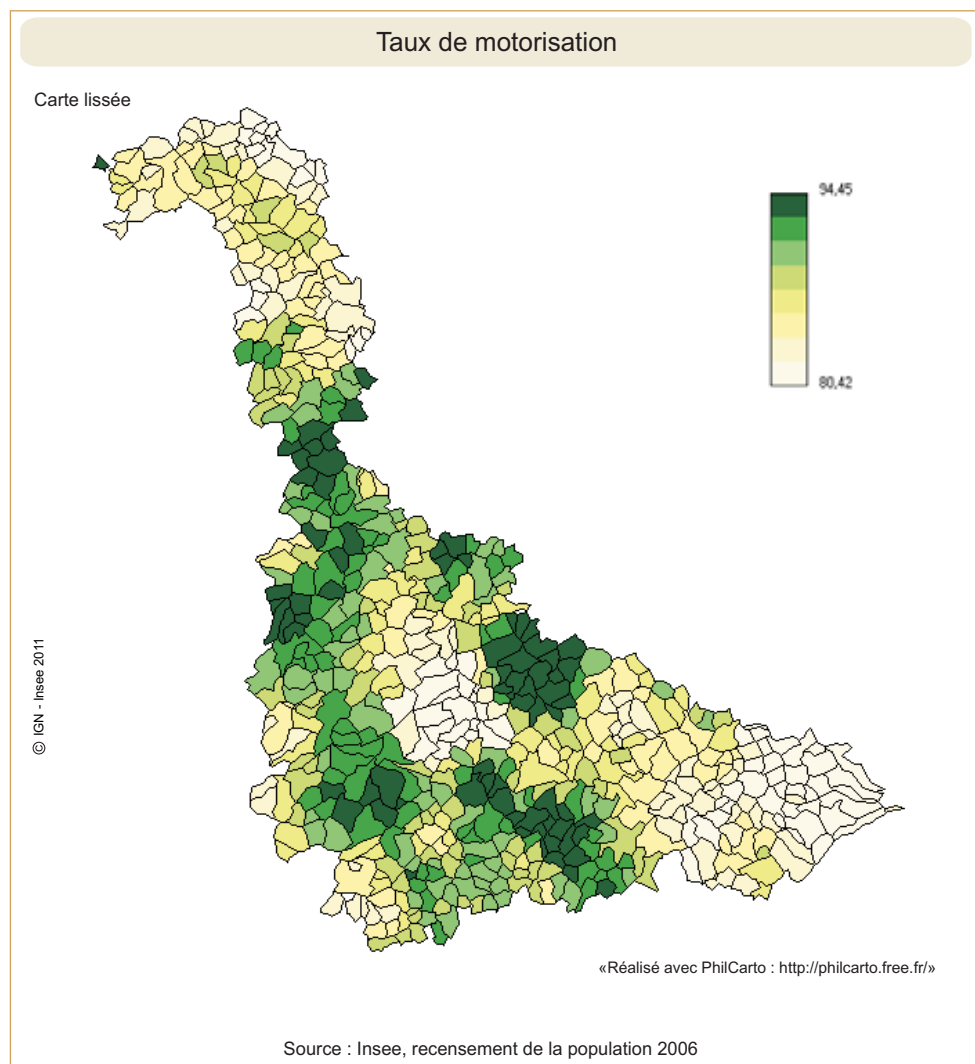 Taux de motorisation
Carte lissée
94,45
80,42
© IGN - Insee 2011
«Réalisé avec PhilCarto : http://philcarto.free.fr/»
Source : Insee, recensement de la population 2006